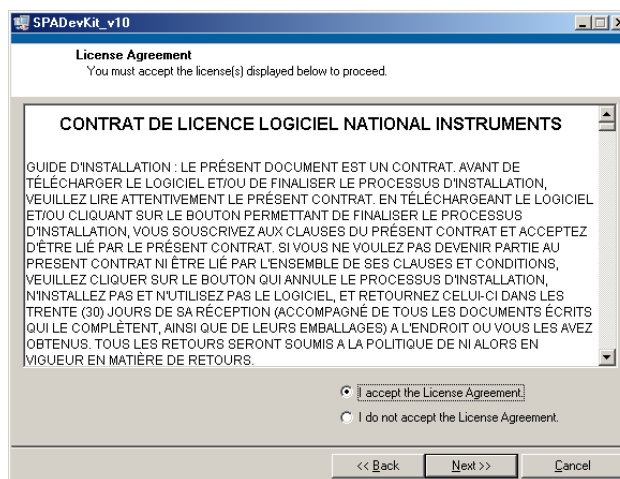 SPADevKit_v10
License Agreement
You must accept the license(s) displayed below to proceed.
CONTRAT DE LICENCE LOGICIEL NATIONAL INSTRUMENTS
GUIDE D'INSTALLATION : LE PRÉSENT DOCUMENT EST UN CONTRAT. AVANT DE
TÉLÉCHARGER LE LOGICIEL ET/OU DE FINALISER LE PROCESSUS D'INSTALLATION,
VEUILLEZ LIRE ATTENTIVEMENT LE PRÉSENT CONTRAT. EN TÉLÉCHARGEANT LE LOGICIEL
ET/OU CLIQUANT SUR LE BOUTON PERMETTANT DE FINALISER LE PROCESSUS
D'INSTALLATION, VOUS SOUSCRIVEZ AUX CLAUSES DU PRÉSENT CONTRAT ET ACCEPTEZ
D'ÊTRE LIÉ PAR LE PRÉSENT CONTRAT. SI VOUS NE VOULEZ PAS DEVENIR PARTIE AU
PRESENT CONTRAT NI ÊTRE LIÉ PAR L'ENSEMBLE DE SES CLAUSES ET CONDITIONS,
VEUILLEZ CLIQUER SUR LE BOUTON QUI ANNULE LE PROCESSUS D'INSTALLATION,
N'INSTALLEZ PAS ET N'UTILISEZ PAS LE LOGICIEL, ET RETOURNEZ CELUI-CI DANS LES
TRENTE (30) JOURS DE SA RÉCEPTION (ACCOMPAGNÉ DE TOUS LES DOCUMENTS ÉCRITS
QUI LE COMPLÈTENT, AINSI QUE DE LEURS EMBALLAGES) A L'ENDROIT OU VOUS LES AVEZ
OBTENUS. TOUS LES RETOURS SERONT SOUMIS A LA POLITIQUE DE NI ALORS EN
VIGUEUR EN MATIÈRE DE RETOURS.
I accept the License Agreement.
I do not accept the License Agreement.
<< Back
Next >>
Cancel